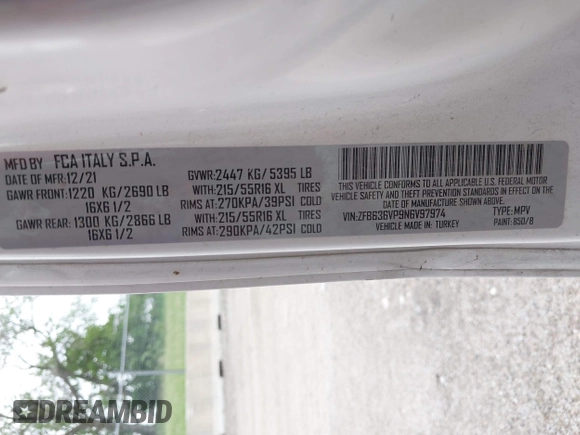 MFD BY FCA ITALY S.P.A.
DATE OF MFR: 12/21
GAWR FRONT: 1220 KG/2690 LB
16X6 1/2
GAWR REAR: 1300 KG/2866 LB
16X6 1/2
GVWR: 2447 KG/5395 LB
WITH: 215/55R16 XL TIRES
RIMS AT: 270KPA/39PSI COLD
WITH: 215/55R16 XL TIRES
RIMS AT: 290KPA/42PSI COLD
THIS VEHICLE CONFORMS TO ALL APPLICABLE U.S. FEDERAL MOTOR
VEHICLE SAFETY, BUMPER, AND THEFT PREVENTION STANDARDS IN EFFECT ON THE
DATE OF MANUFACTURE SHOWN ABOVE.
VIN: ZFBG36VP9N6V97974 TYPE: MPV
VEHICLE MADE IN: TURKEY PAINT: 850/B
DREAMBID